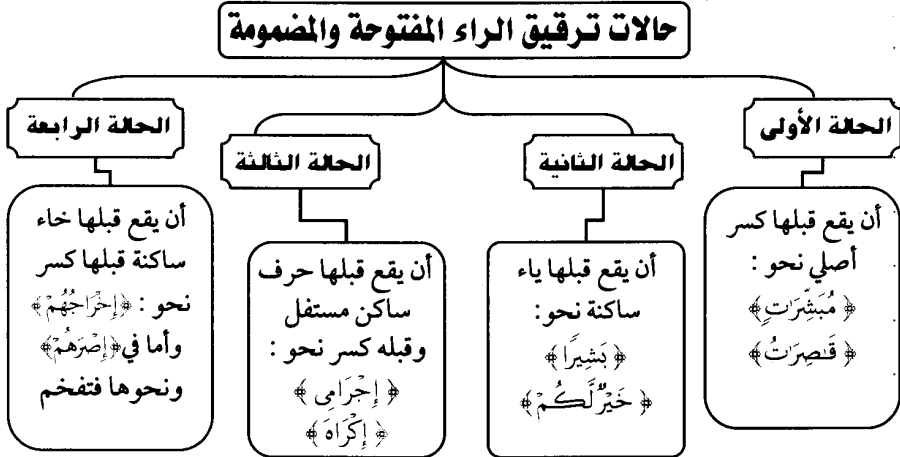 حالات ترقيق الراء المفتوحة والمضمومة
الحالة الأولى
أن يقع قبلها كسر
أصلي نحو :
﴿ مُبَشِّرَاتٍ ﴾
﴿ قَٰصِرَٰتُ ﴾
الحالة الثانية
أن يقع قبلها ياء
ساكنة نحو:
﴿ بَشِيرًا ﴾
﴿ خَيْرٌ لَّكُمْ ﴾
الحالة الثالثة
أن يقع قبلها حرف
ساكن مستفل
وقبله كسر نحو :
﴿ إِجْرَامِى ﴾
﴿ إِكْرَاهَ ﴾
الحالة الرابعة
أن يقع قبلها خاء
ساكنة قبلها كسر
نحو : ﴿إِخْرَاجُهُمْ﴾
وأما في ﴿إِصْرَهُمْ﴾
ونحوها فتفخم